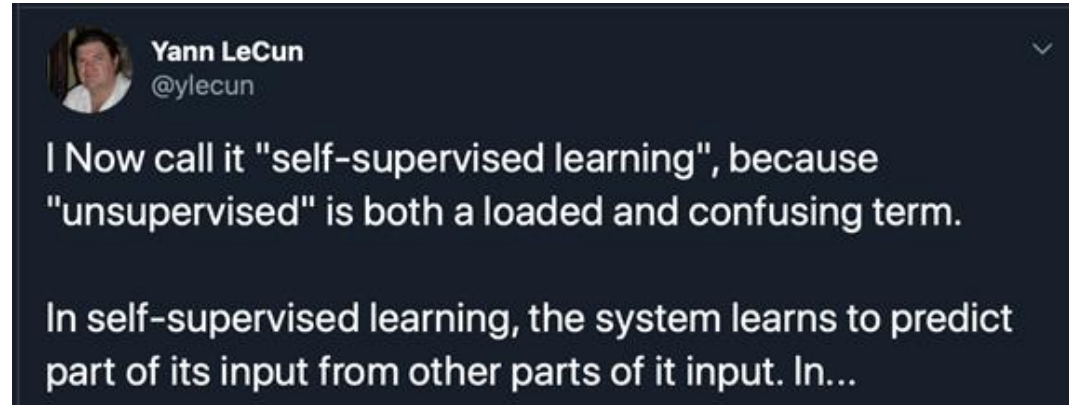 Yann LeCun
@ylecun
I Now call it "self-supervised learning", because
"unsupervised" is both a loaded and confusing term.
In self-supervised learning, the system learns to predict
part of its input from other parts of it input. In...